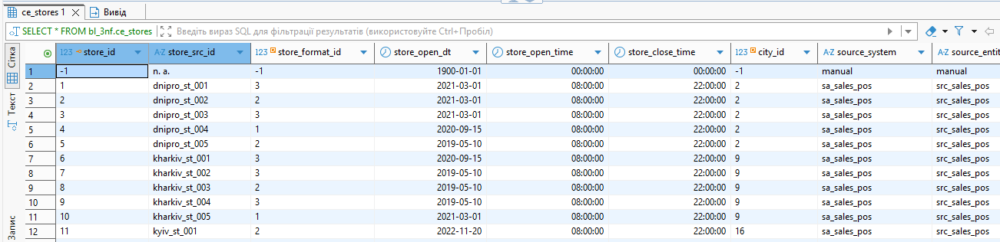 ce_stores 1 Вивід
SELECT * FROM bl_3nf.ce_stores Введіть вираз SQL для фільтрації результатів (використовуйте Ctrl+Пробіл)
Сітка
Текст
Запис
123 store_id A-Z store_src_id 123 store_format_id store_open_dt store_open_time store_close_time 123 city_id A-Z source_system A-Z source_entit
1 -1 n. a. -1 1900-01-01 00:00:00 00:00:00 -1 manual manual
2 1 dnipro_st_001 3 2021-03-01 08:00:00 22:00:00 2 sa_sales_pos src_sales_pos
3 2 dnipro_st_002 2 2021-03-01 08:00:00 22:00:00 2 sa_sales_pos src_sales_pos
4 3 dnipro_st_003 3 2021-03-01 08:00:00 22:00:00 2 sa_sales_pos src_sales_pos
5 4 dnipro_st_004 1 2020-09-15 08:00:00 22:00:00 2 sa_sales_pos src_sales_pos
6 5 dnipro_st_005 2 2019-05-10 08:00:00 22:00:00 2 sa_sales_pos src_sales_pos
7 6 kharkiv_st_001 3 2020-09-15 08:00:00 22:00:00 9 sa_sales_pos src_sales_pos
8 7 kharkiv_st_002 3 2019-05-10 08:00:00 22:00:00 9 sa_sales_pos src_sales_pos
9 8 kharkiv_st_003 2 2019-05-10 08:00:00 22:00:00 9 sa_sales_pos src_sales_pos
10 9 kharkiv_st_004 3 2019-05-10 08:00:00 22:00:00 9 sa_sales_pos src_sales_pos
11 10 kharkiv_st_005 1 2021-03-01 08:00:00 22:00:00 9 sa_sales_pos src_sales_pos
12 11 kyiv_st_001 2 2022-11-20 08:00:00 22:00:00 16 sa_sales_pos src_sales_pos